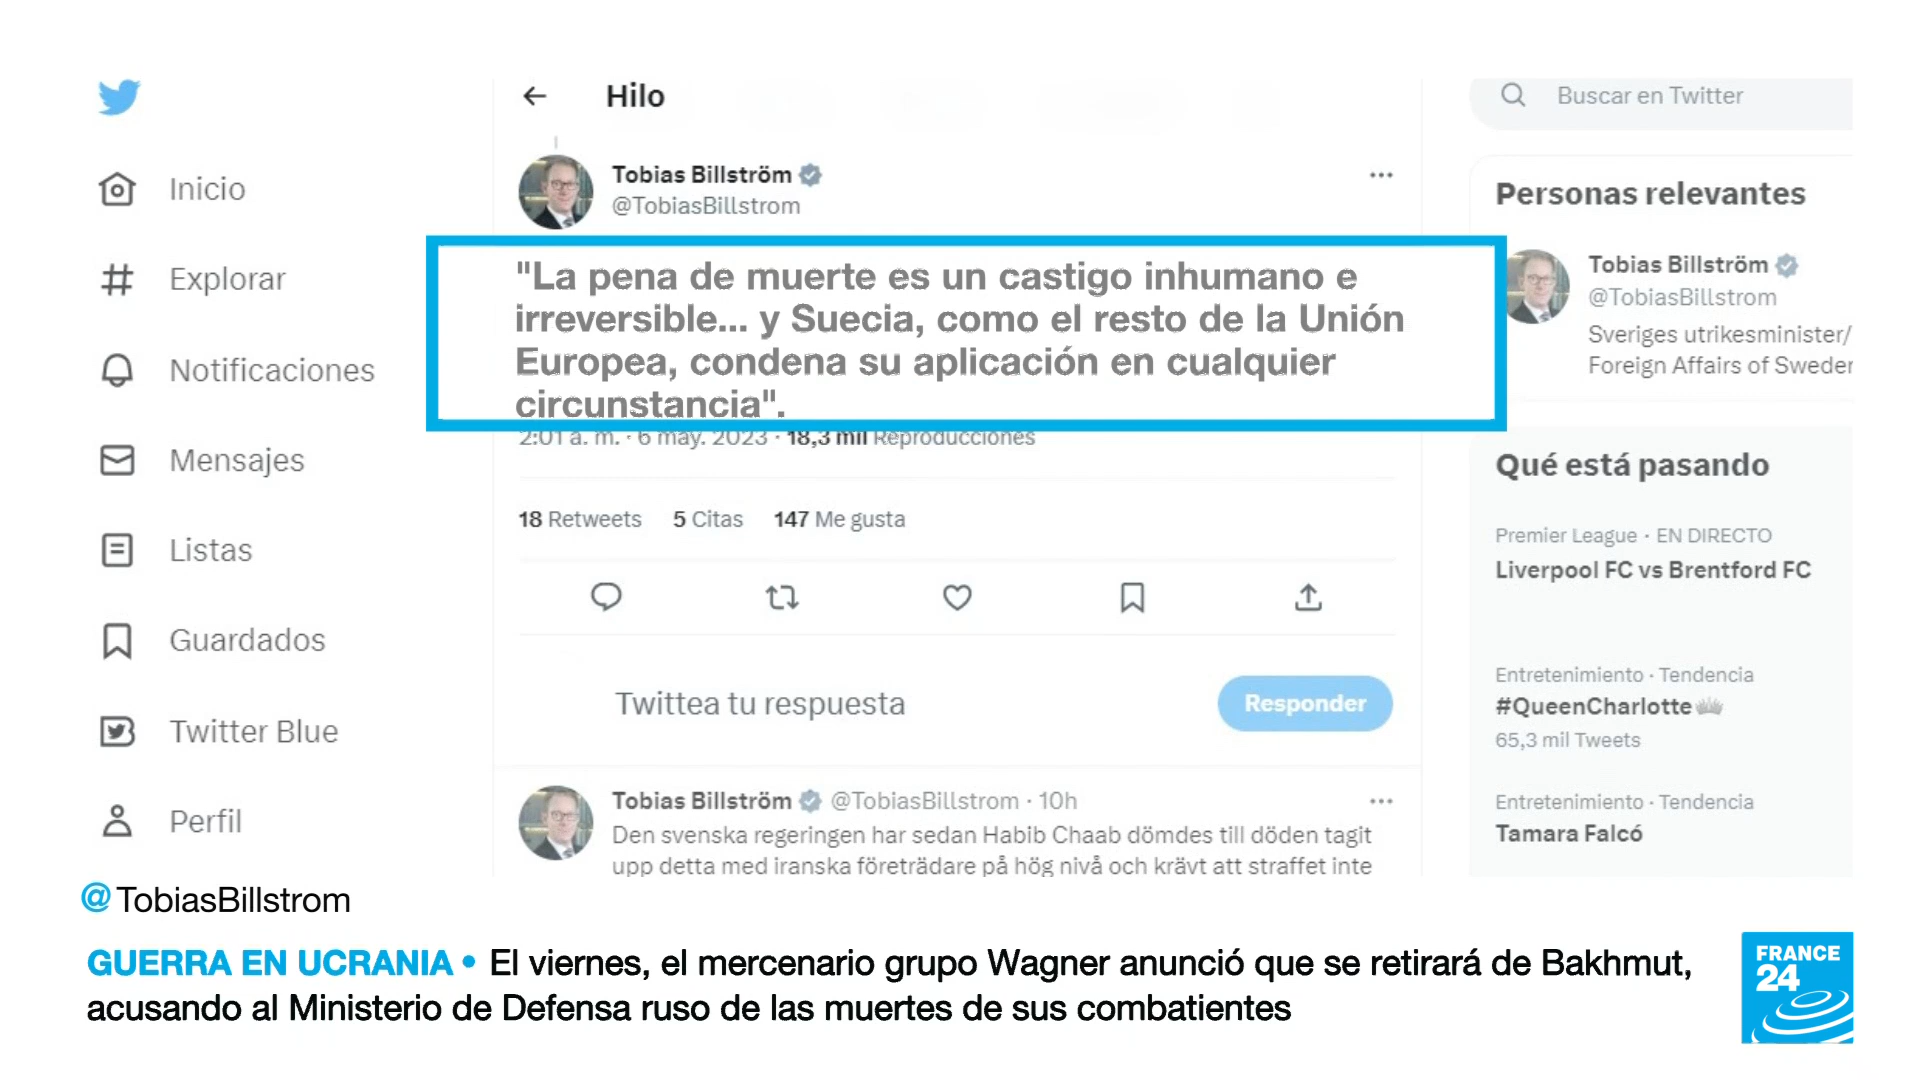 Inicio
Explorar
Notificaciones
Mensajes
Listas
Guardados
Twitter Blue
Perfil
Hilo
Tobias Billström
@TobiasBillstrom
"La pena de muerte es un castigo inhumano e
irreversible... y Suecia, como el resto de la Unión
Europea, condena su aplicación en cualquier
circunstancia".
2:01 a. m. · 6 may. 2023 · 18,3 mil Reproducciones
18 Retweets 5 Citas 147 Me gusta
Twittea tu respuesta
Responder
Tobias Billström @TobiasBillstrom · 10h
Den svenska regeringen har sedan Habib Chaab dömdes till döden tagit
upp detta med iranska företrädare på hög nivå och krävt att straffet inte
Buscar en Twitter
Personas relevantes
Tobias Billström
@TobiasBillstrom
Sveriges utrikesminister/
Foreign Affairs of Sweden
Qué está pasando
Premier League · EN DIRECTO
Liverpool FC vs Brentford FC
Entretenimiento · Tendencia
#QueenCharlotte
65,3 mil Tweets
Entretenimiento · Tendencia
Tamara Falcó
@TobiasBillstrom
GUERRA EN UCRANIA • El viernes, el mercenario grupo Wagner anunció que se retirará de Bakhmut,
acusando al Ministerio de Defensa ruso de las muertes de sus combatientes
FRANCE
24